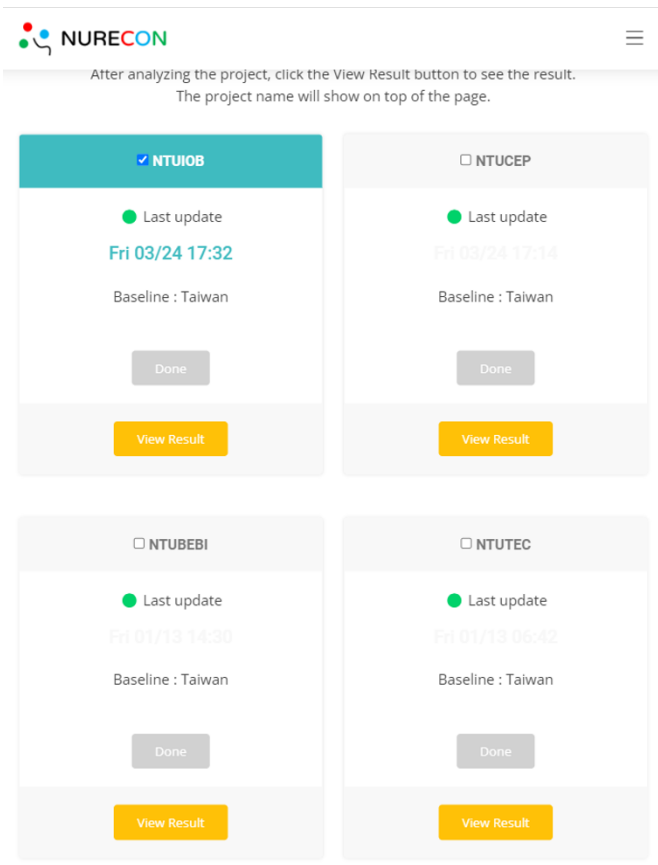 NURECON
After analyzing the project, click the View Result button to see the result.
The project name will show on top of the page.
NTUIOB
Last update
Fri 03/24 17:32
Baseline : Taiwan
Done
View Result
NTUCEP
Last update
Fri 03/24 17:14
Baseline : Taiwan
Done
View Result
NTUBEBI
Last update
Fri 01/13 14:30
Baseline : Taiwan
Done
View Result
NTUTEC
Last update
Fri 01/13 06:42
Baseline : Taiwan
Done
View Result